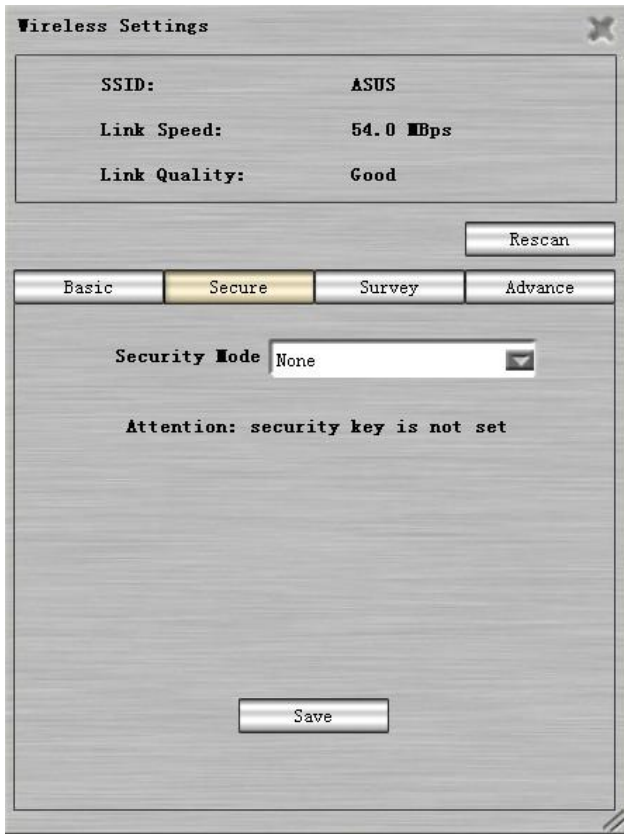 Wireless Settings
SSID: ASUS
Link Speed: 54.0 MBps
Link Quality: Good
Rescan
Basic Secure Survey Advance
Security Mode None
Attention: security key is not set
Save